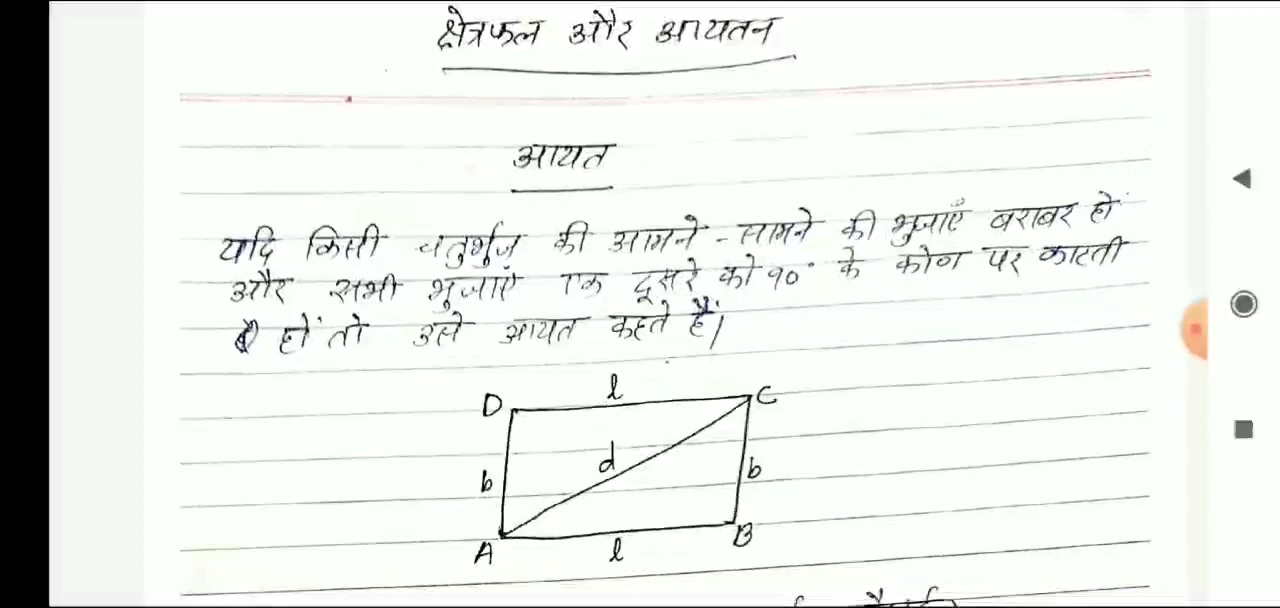 क्षेत्रफल और आयतन
आयत
यदि किसी चतुर्भुज की आमने-सामने की भुजाएँ बराबर हों
और सभी भुजाएँ एक दूसरे को 90° के कोण पर काटती
हों तो उसे आयत कहते हैं।
D l C
d
b b
A l B